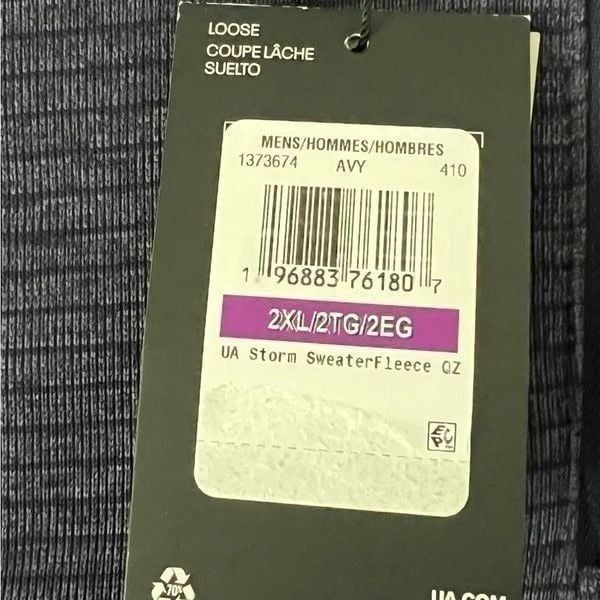 LOOSE
COUPE LÂCHE
SUELTO
MENS/HOMMES/HOMBRES
1373674 AVY 410
1 96883 76180 7
2XL/2TG/2EG
UA Storm SweaterFleece QZ
70%
UA.COM